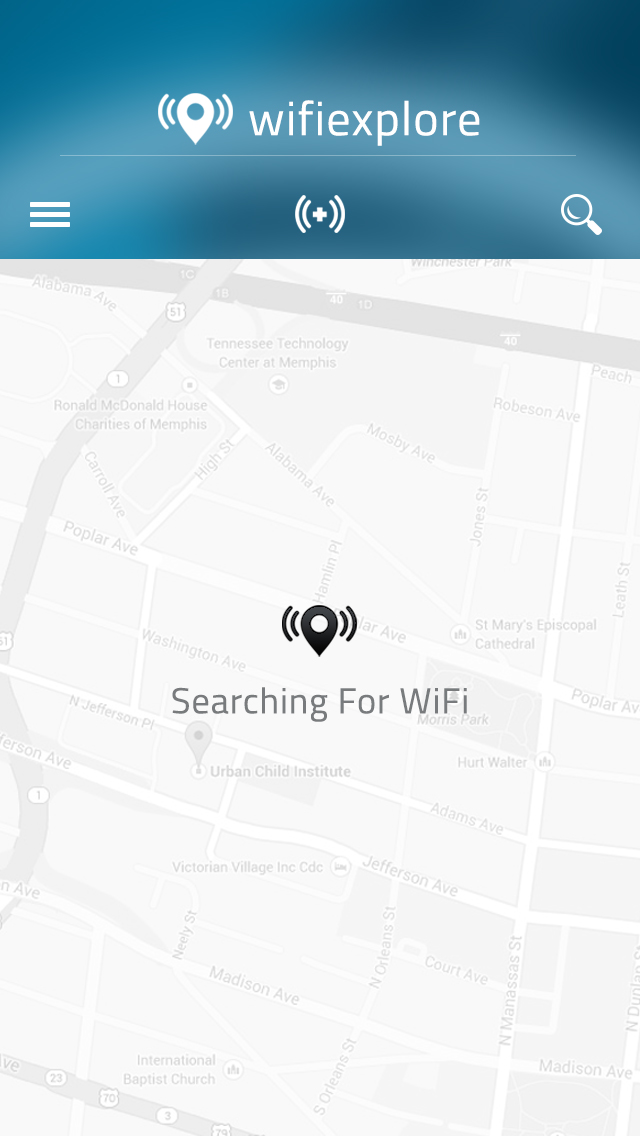 wifiexplore
Winchester Park
1C
Alabama Ave
1B
40
1D
51
40
Tennessee Technology
Center at Memphis
Peach
1
Ronald McDonald House
Charities of Memphis
Robeson Ave
High St
Mosby Ave
Alabama Ave
Carroll Ave
Jones St
Poplar Ave
Hamlin Pl
Leath St
lar Ave
St Mary's Episcopal
Cathedral
51
Washington Ave
Searching For WiFi
Poplar Av
N Jefferson Pl
Morris Park
efferson Ave
Urban Child Institute
Hurt Walter
1
Adams Ave
Victorian Village Inc Cdc
Jefferson Ave
n Ave
Neely St
N Orleans St
Court Ave
N Manassas St
N Dunlap St
Madison Ave
International
Baptist Church
Madison Ave
S Orleans St
23
70
3
79